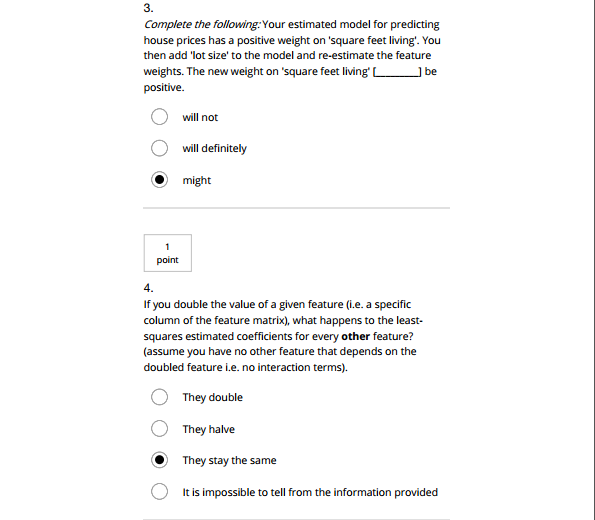 3.
Complete the following: Your estimated model for predicting
house prices has a positive weight on 'square feet living'. You
then add 'lot size' to the model and re-estimate the feature
weights. The new weight on 'square feet living' [________] be
positive.
will not
will definitely
might
1
point
4.
If you double the value of a given feature (i.e. a specific
column of the feature matrix), what happens to the least-
squares estimated coefficients for every other feature?
(assume you have no other feature that depends on the
doubled feature i.e. no interaction terms).
They double
They halve
They stay the same
It is impossible to tell from the information provided